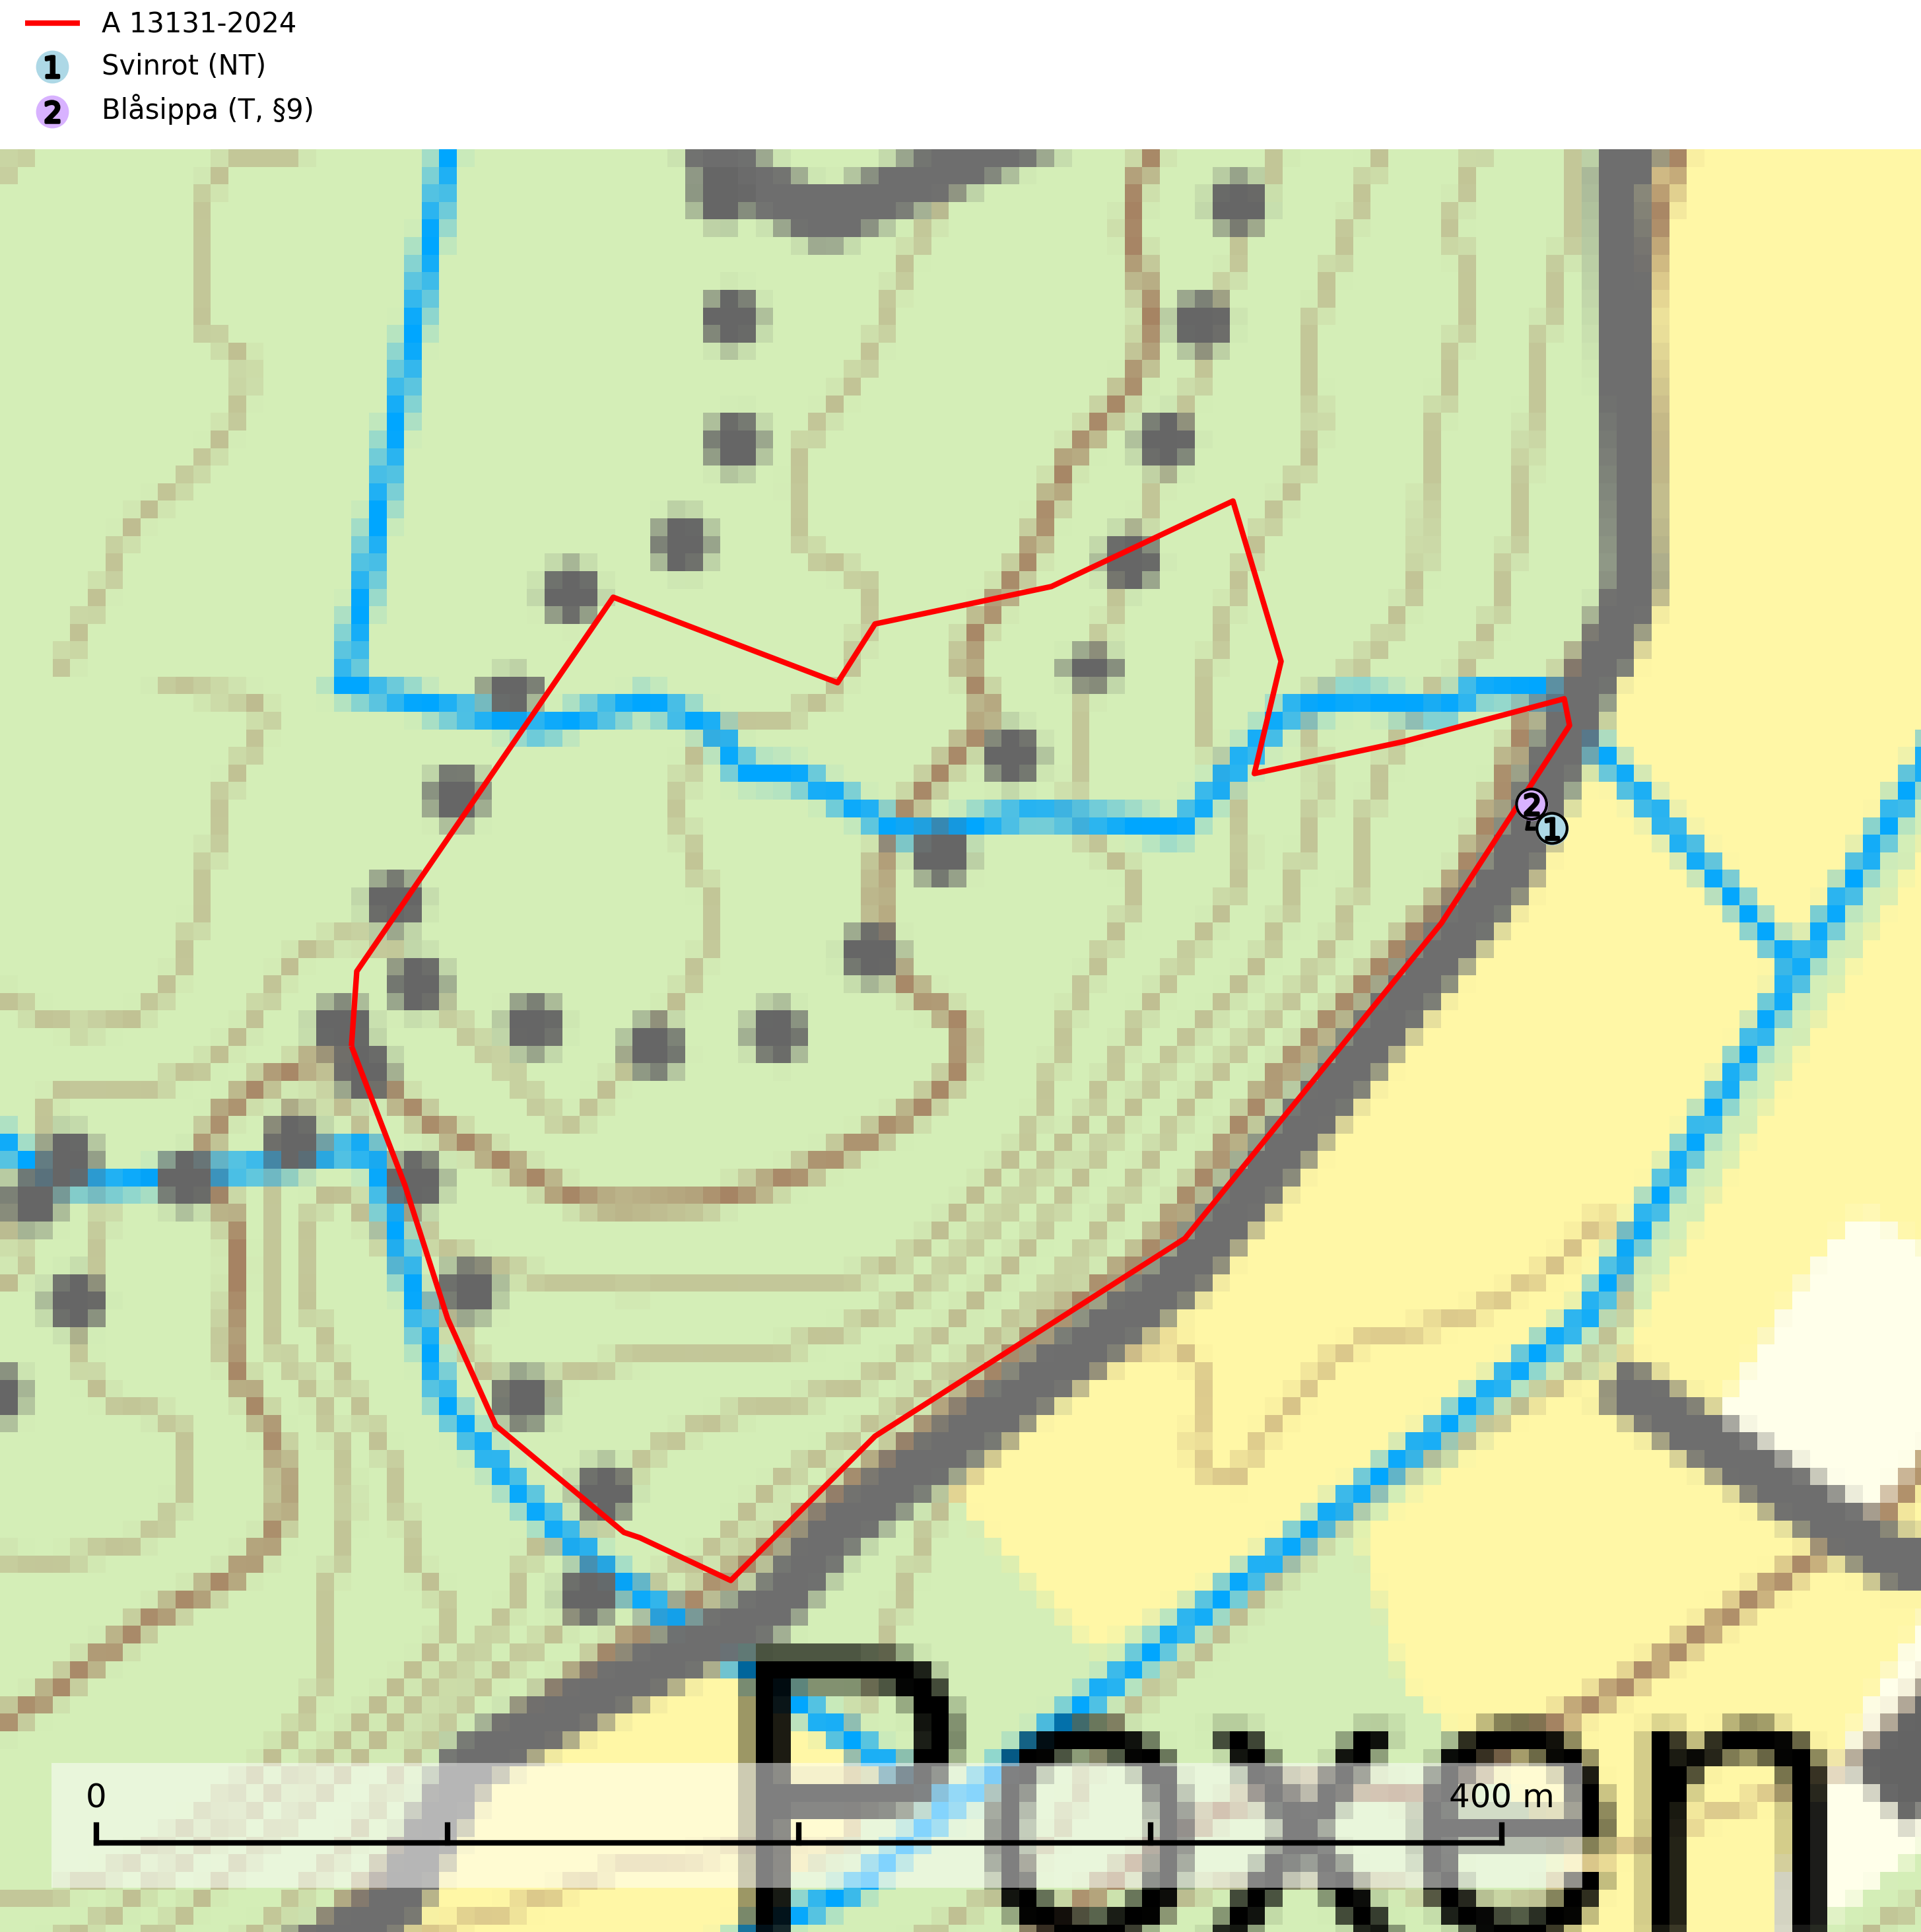 A 13131-2024
1 Svinrot (NT)
2 Blåsippa (T, §9)
2
1
0 400 m
Poxen